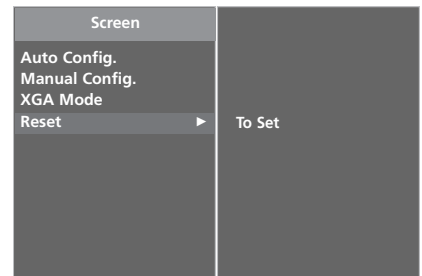 Screen
Auto Config.
Manual Config.
XGA Mode
Reset ► To Set